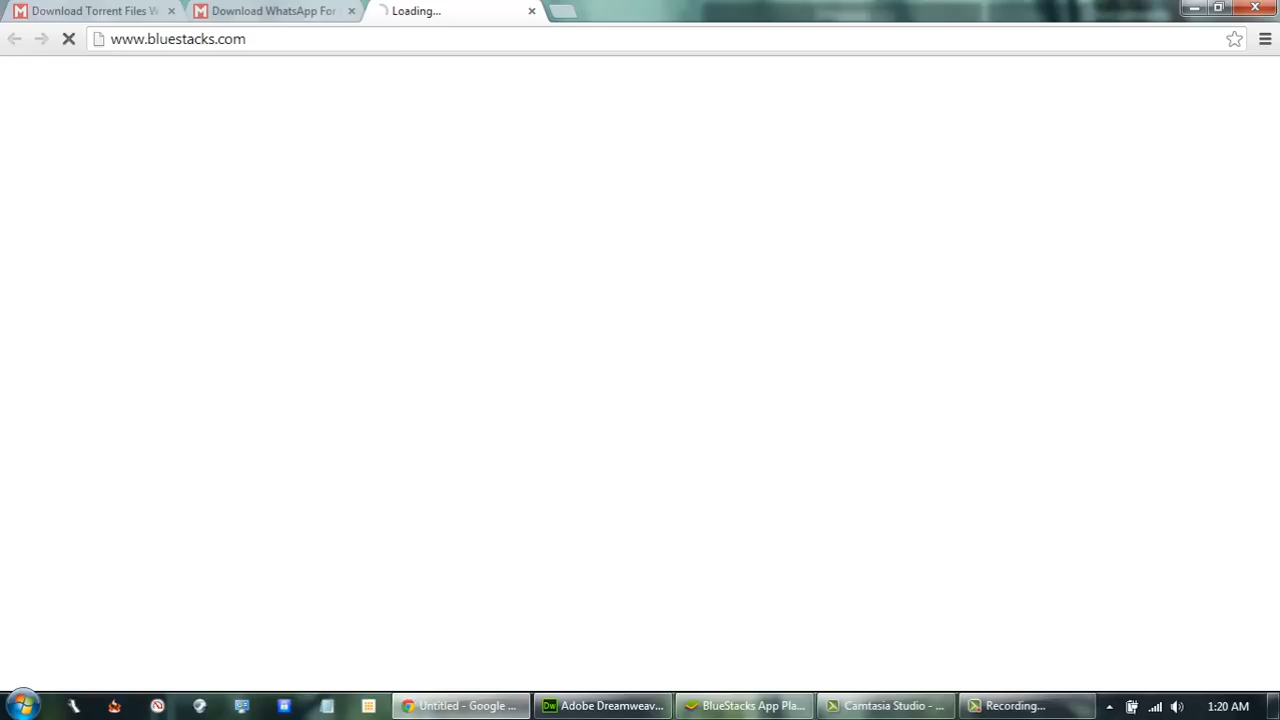 Download Torrent Files W
Download WhatsApp For
Loading...
www.bluestacks.com
Untitled - Google ...
Dw
Adobe Dreamweav...
BlueStacks App Pla...
Camtasia Studio - ...
Recording...
1:20 AM